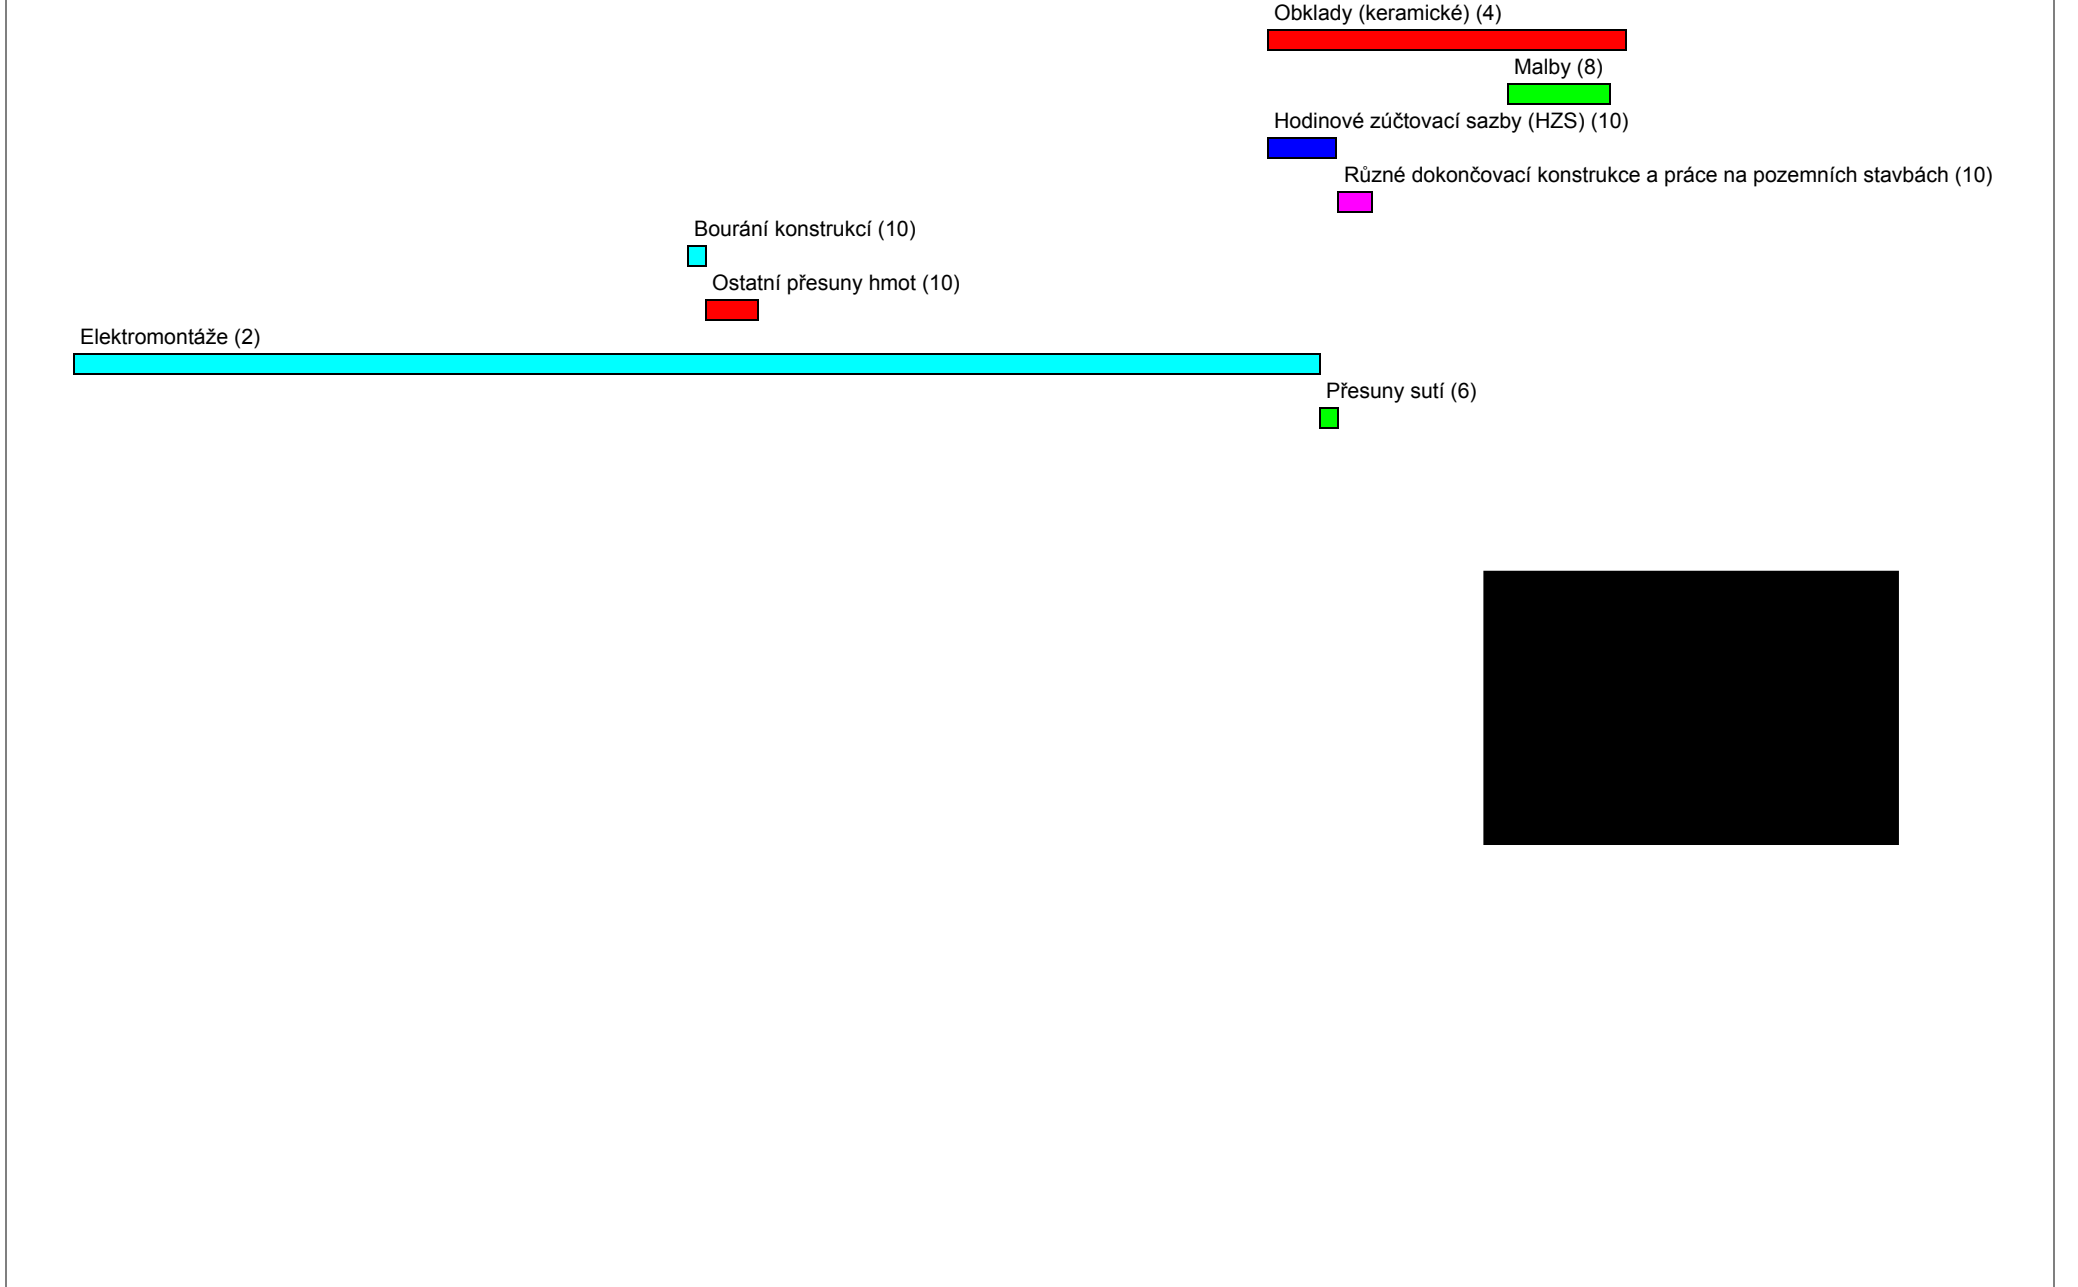 Obklady (keramické) (4)
Malby (8)
Hodinové zúčtovací sazby (HZS) (10)
Různé dokončovací konstrukce a práce na pozemních stavbách (10)
Bourání konstrukcí (10)
Ostatní přesuny hmot (10)
Elektromontáže (2)
Přesuny sutí (6)